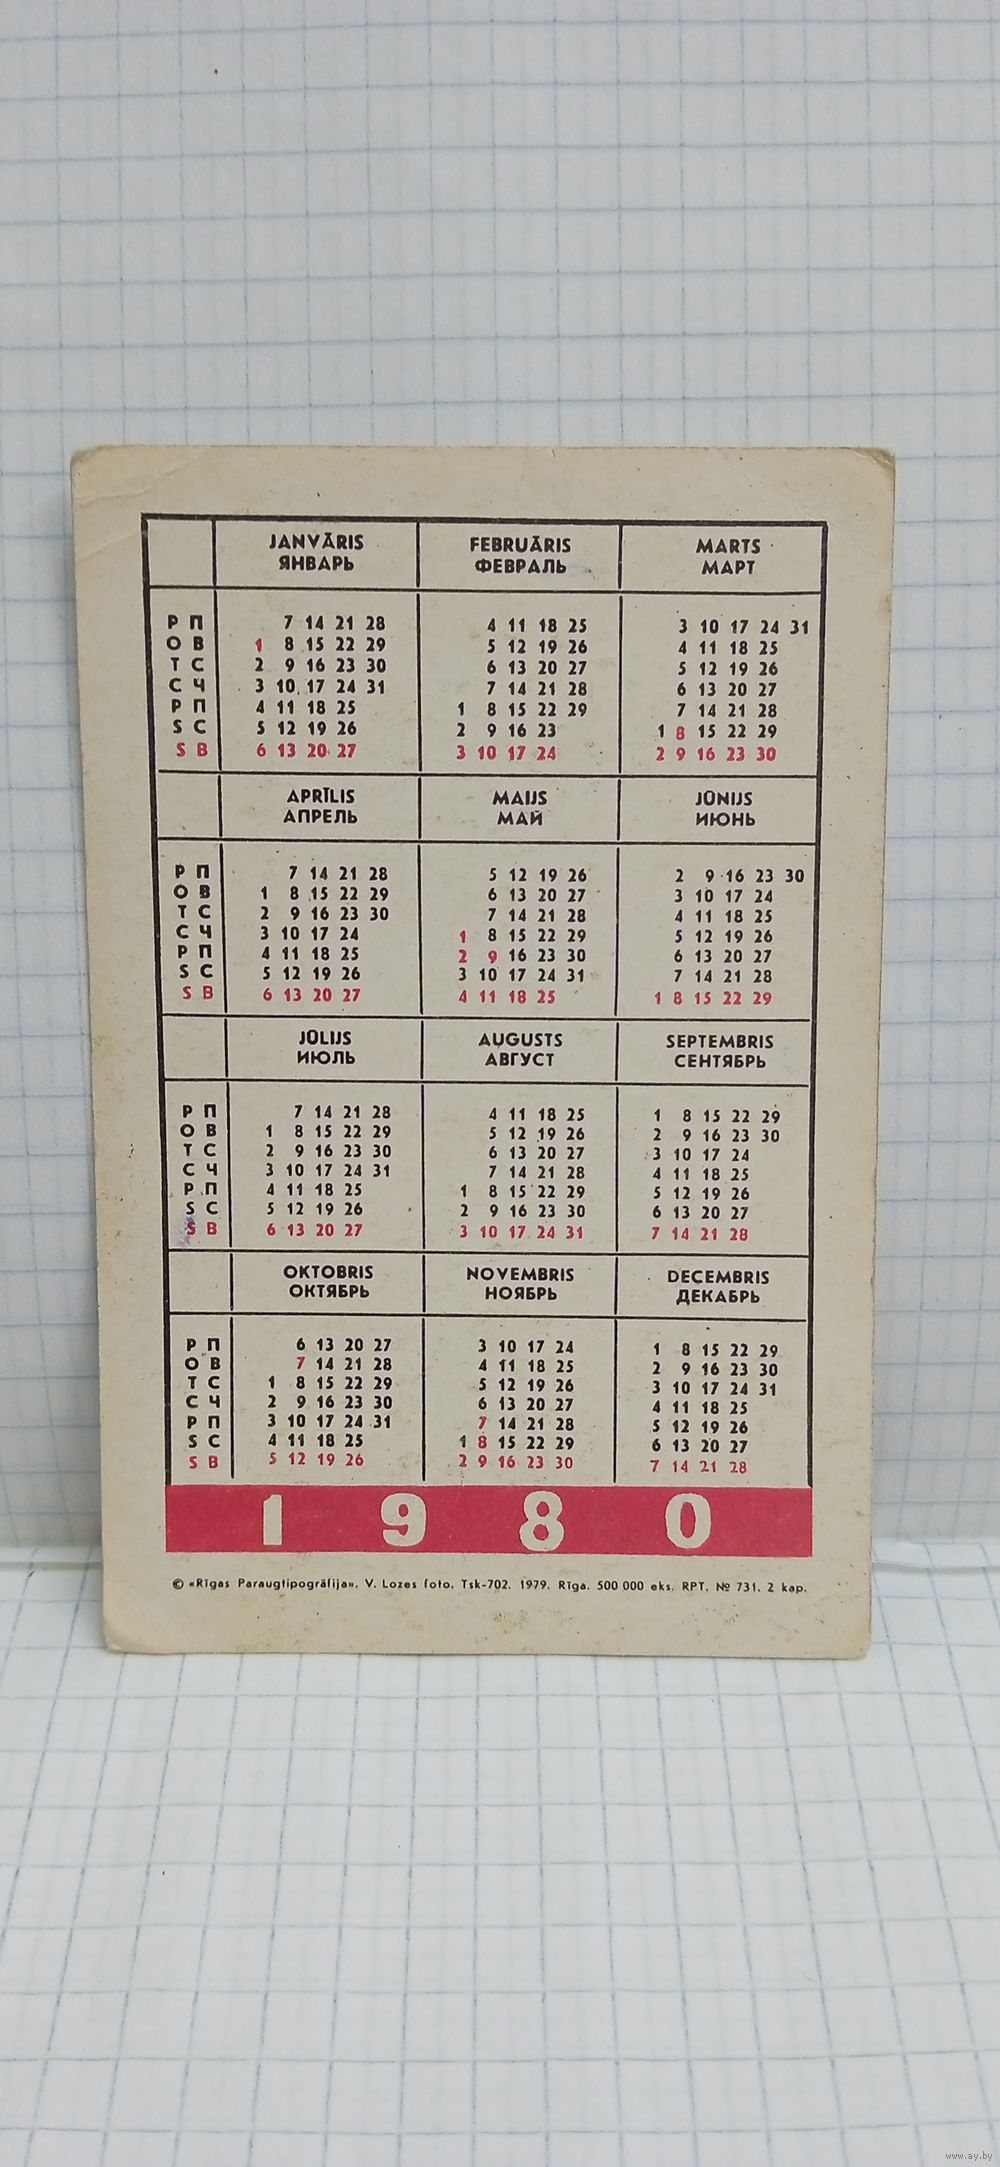 JANVĀRIS FEBRUĀRIS MARTS
ЯНВАРЬ ФЕВРАЛЬ МАРТ
P П 7 14 21 28 4 11 18 25 3 10 17 24 31
O В 1 8 15 22 29 5 12 19 26 4 11 18 25
T С 2 9 16 23 30 6 13 20 27 5 12 19 26
C Ч 3 10 17 24 31 7 14 21 28 6 13 20 27
P П 4 11 18 25 1 8 15 22 29 7 14 21 28
S С 5 12 19 26 2 9 16 23 1 8 15 22 29
S В 6 13 20 27 3 10 17 24 2 9 16 23 30
APRĪLIS MAIJS JŪNIJS
АПРЕЛЬ МАЙ ИЮНЬ
P П 7 14 21 28 5 12 19 26 2 9 16 23 30
O В 1 8 15 22 29 6 13 20 27 3 10 17 24
T С 2 9 16 23 30 7 14 21 28 4 11 18 25
C Ч 3 10 17 24 1 8 15 22 29 5 12 19 26
P П 4 11 18 25 2 9 16 23 30 6 13 20 27
S С 5 12 19 26 3 10 17 24 31 7 14 21 28
S В 6 13 20 27 4 11 18 25 1 8 15 22 29
JŪLIJS AUGUSTS SEPTEMBRIS
ИЮЛЬ АВГУСТ СЕНТЯБРЬ
P П 7 14 21 28 4 11 18 25 1 8 15 22 29
O В 1 8 15 22 29 5 12 19 26 2 9 16 23 30
T С 2 9 16 23 30 6 13 20 27 3 10 17 24
C Ч 3 10 17 24 31 7 14 21 28 4 11 18 25
P П 4 11 18 25 1 8 15 22 29 5 12 19 26
S С 5 12 19 26 2 9 16 23 30 6 13 20 27
S В 6 13 20 27 3 10 17 24 31 7 14 21 28
OKTOBRIS NOVEMBRIS DECEMBRIS
ОКТЯБРЬ НОЯБРЬ ДЕКАБРЬ
P П 6 13 20 27 3 10 17 24 1 8 15 22 29
O В 7 14 21 28 4 11 18 25 2 9 16 23 30
T С 1 8 15 22 29 5 12 19 26 3 10 17 24 31
C Ч 2 9 16 23 30 6 13 20 27 4 11 18 25
P П 3 10 17 24 31 7 14 21 28 5 12 19 26
S С 4 11 18 25 1 8 15 22 29 6 13 20 27
S В 5 12 19 26 2 9 16 23 30 7 14 21 28
1980
© «Rīgas Paraugtipogrāfija». V. Lozes foto. Tsk-702. 1979. Rīga. 500 000 eks. RPT. № 731. 2 kap.
www.ay.by